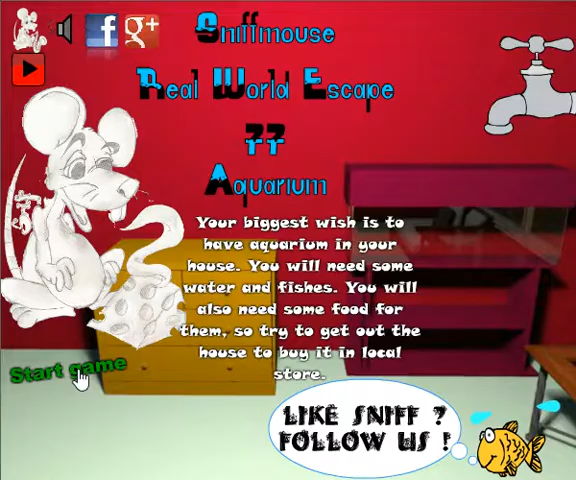 Sniffmouse
Real World Escape
77
Aquarium
Your biggest wish is to
have aquarium in your
house. You will need some
water and fishes. You will
also need some food for
them, so try to get out the
house to buy it in local
store.
Start game
LIKE SNIFF ?
FOLLOW US !
f
g+